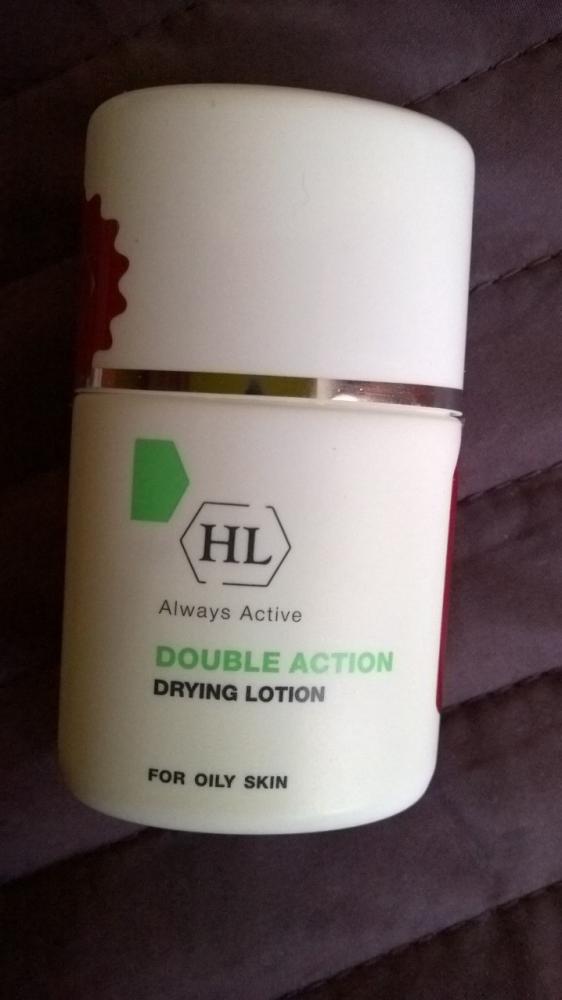 HL
Always Active
DOUBLE ACTION
DRYING LOTION
FOR OILY SKIN